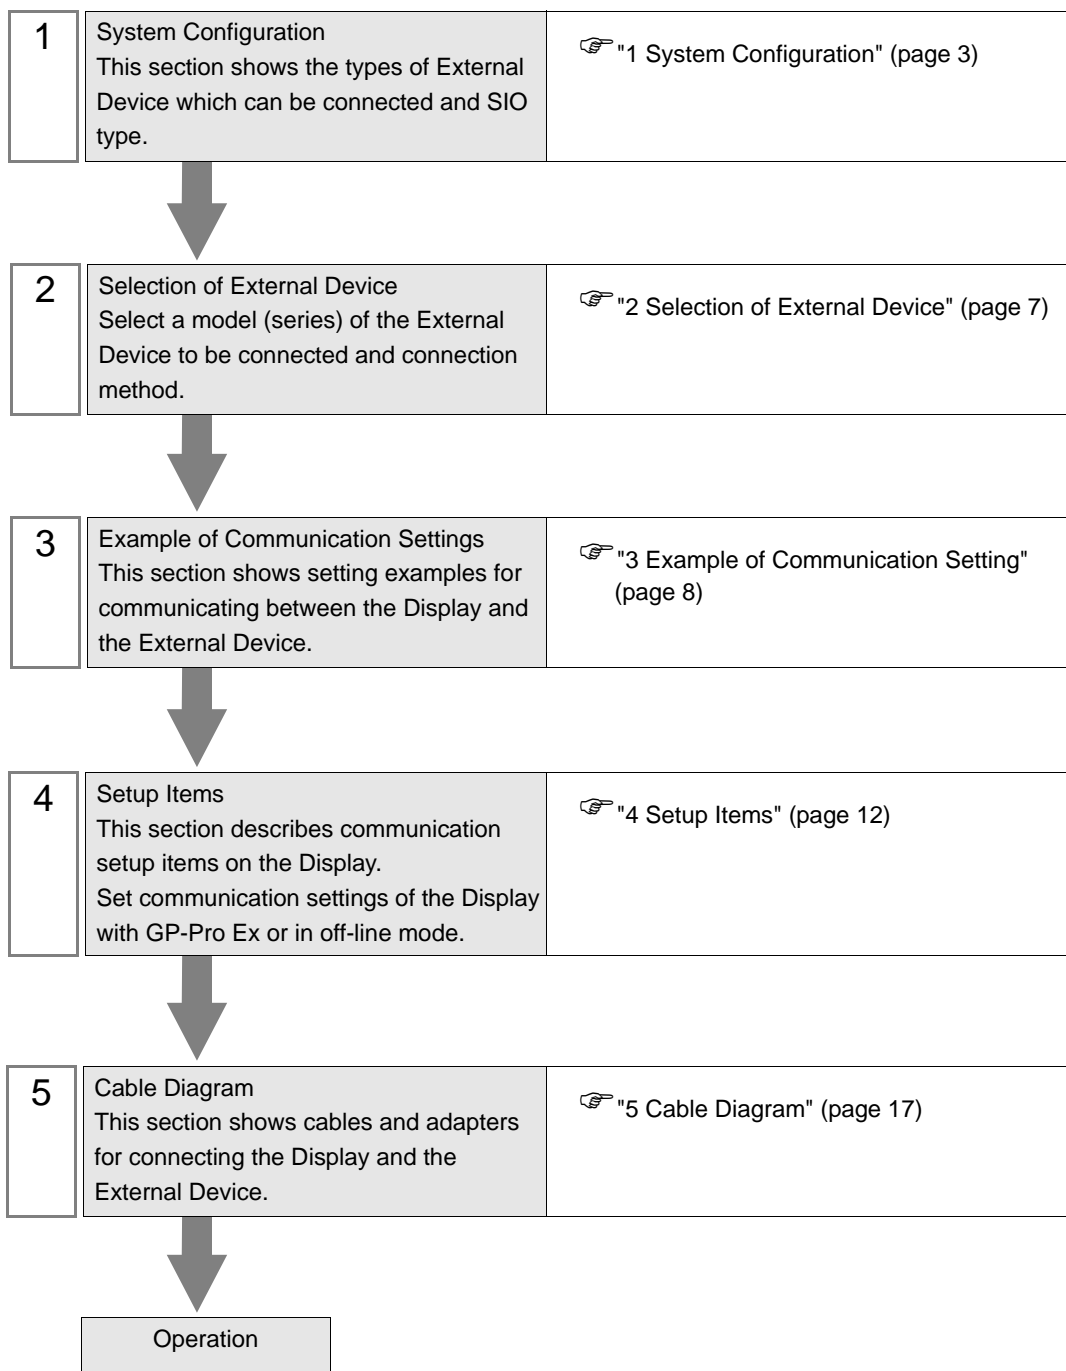 1
System Configuration
This section shows the types of External
Device which can be connected and SIO
type.
"1 System Configuration" (page 3)
2
Selection of External Device
Select a model (series) of the External
Device to be connected and connection
method.
"2 Selection of External Device" (page 7)
3
Example of Communication Settings
This section shows setting examples for
communicating between the Display and
the External Device.
"3 Example of Communication Setting"
(page 8)
4
Setup Items
This section describes communication
setup items on the Display.
Set communication settings of the Display
with GP-Pro Ex or in off-line mode.
"4 Setup Items" (page 12)
5
Cable Diagram
This section shows cables and adapters
for connecting the Display and the
External Device.
"5 Cable Diagram" (page 17)
Operation